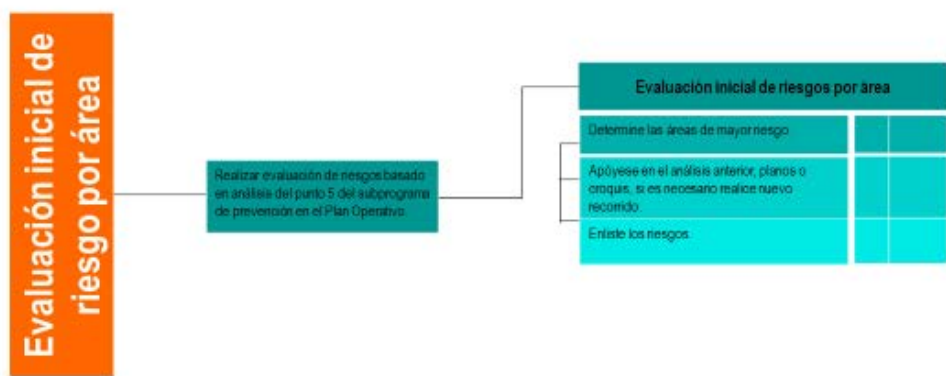 Evaluación inicial de
riesgo por área
Realizar evaluación de riesgos basado
en análisis del punto 5 del subprograma
de prevención en el Plan Operativo.
Evaluación inicial de riesgos por área
Determine las áreas de mayor riesgo
Apóyese en el análisis anterior, planos o
croquis, si es necesario realice nuevo
recorrido.
Enliste los riesgos